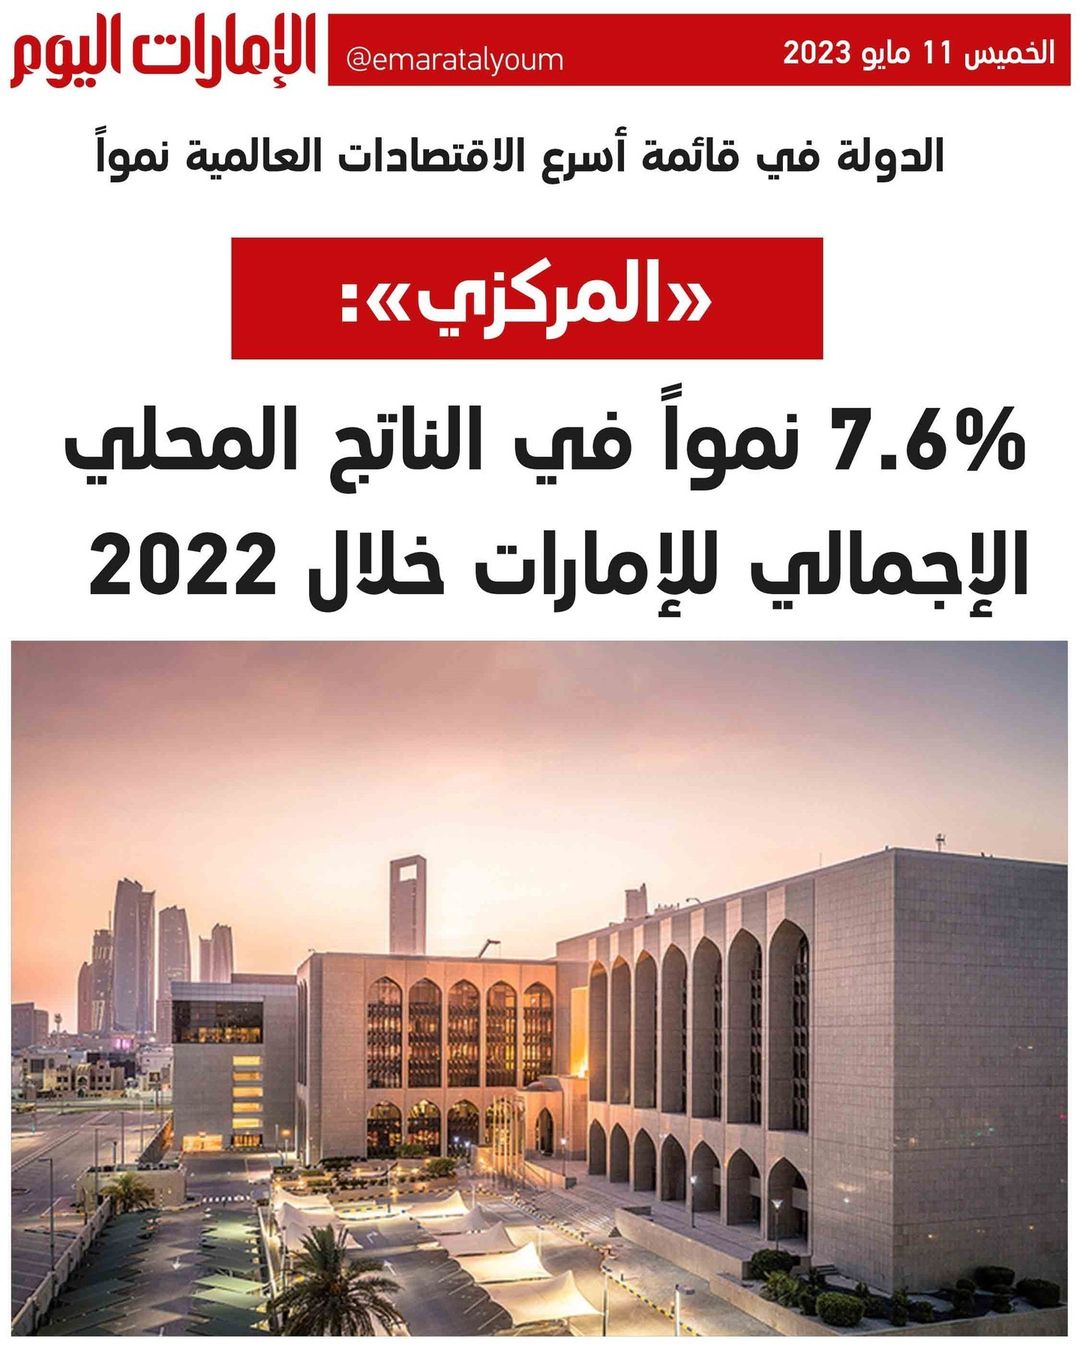 الإمارات اليوم
@emaratalyoum
الخميس 11 مايو 2023
الدولة في قائمة أسرع الاقتصادات العالمية نمواً
«المركزي»:
7.6% نمواً في الناتج المحلي
الإجمالي للإمارات خلال 2022